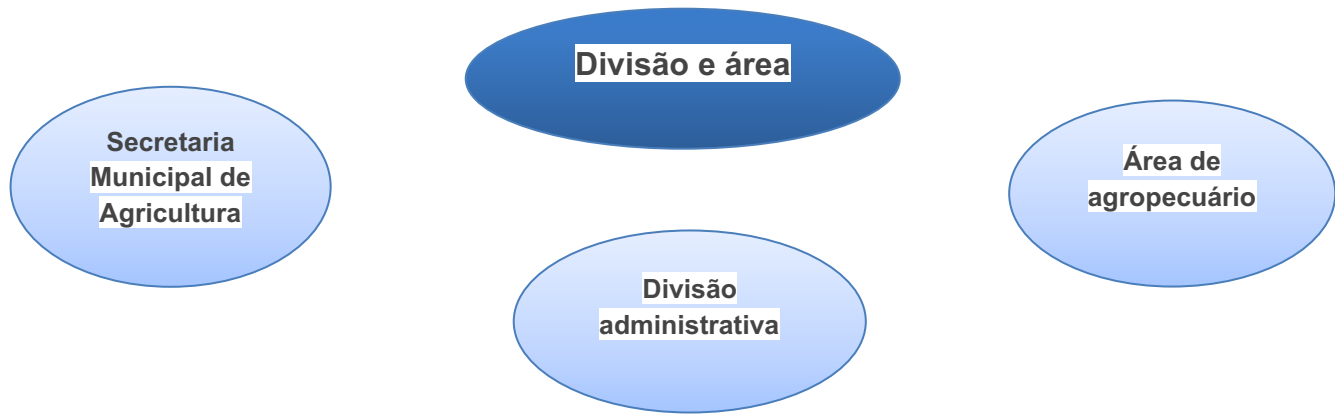 Divisão e área
Secretaria
Municipal de
Agricultura
Divisão
administrativa
Área de
agropecuário